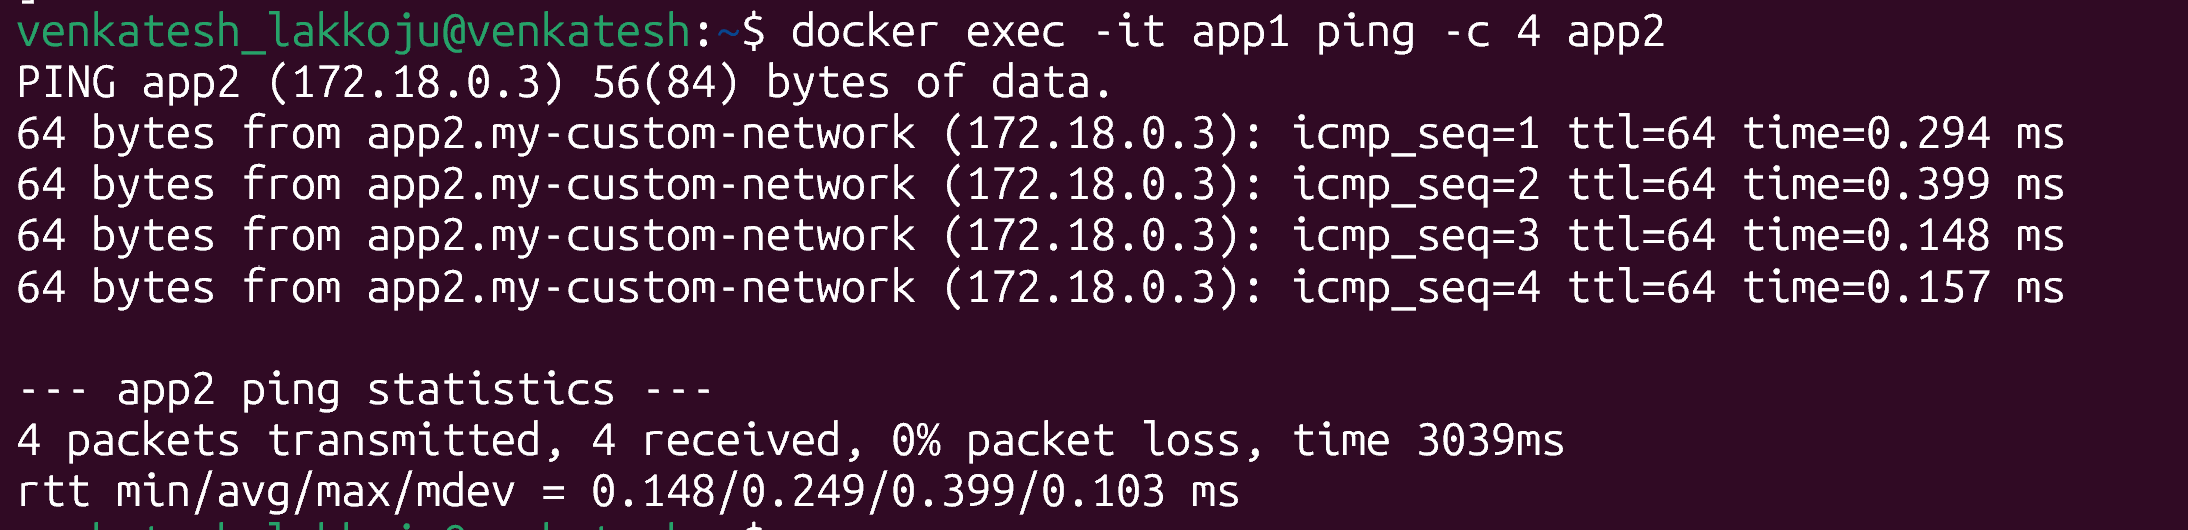 venkatesh_lakkoju@venkatesh:~$ docker exec -it app1 ping -c 4 app2
PING app2 (172.18.0.3) 56(84) bytes of data.
64 bytes from app2.my-custom-network (172.18.0.3): icmp_seq=1 ttl=64 time=0.294 ms
64 bytes from app2.my-custom-network (172.18.0.3): icmp_seq=2 ttl=64 time=0.399 ms
64 bytes from app2.my-custom-network (172.18.0.3): icmp_seq=3 ttl=64 time=0.148 ms
64 bytes from app2.my-custom-network (172.18.0.3): icmp_seq=4 ttl=64 time=0.157 ms
--- app2 ping statistics ---
4 packets transmitted, 4 received, 0% packet loss, time 3039ms
rtt min/avg/max/mdev = 0.148/0.249/0.399/0.103 ms